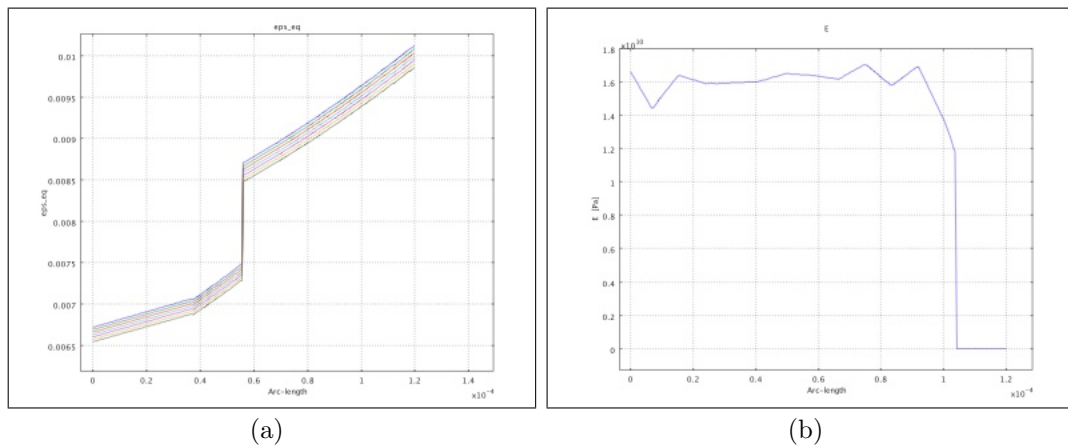 eps_eq
0.01
0.0095
0.009
0.0085
0.008
0.0075
0.007
0.0065
eps_eq
0 0.2 0.4 0.6 0.8 1 1.2 1.4
Arc-length
×10⁻⁴
(a)
E
×10¹⁰
1.8
1.6
1.4
1.2
1
0.8
0.6
0.4
0.2
0
E [Pa]
0 0.2 0.4 0.6 0.8 1 1.2
Arc-length
×10⁻⁴
(b)